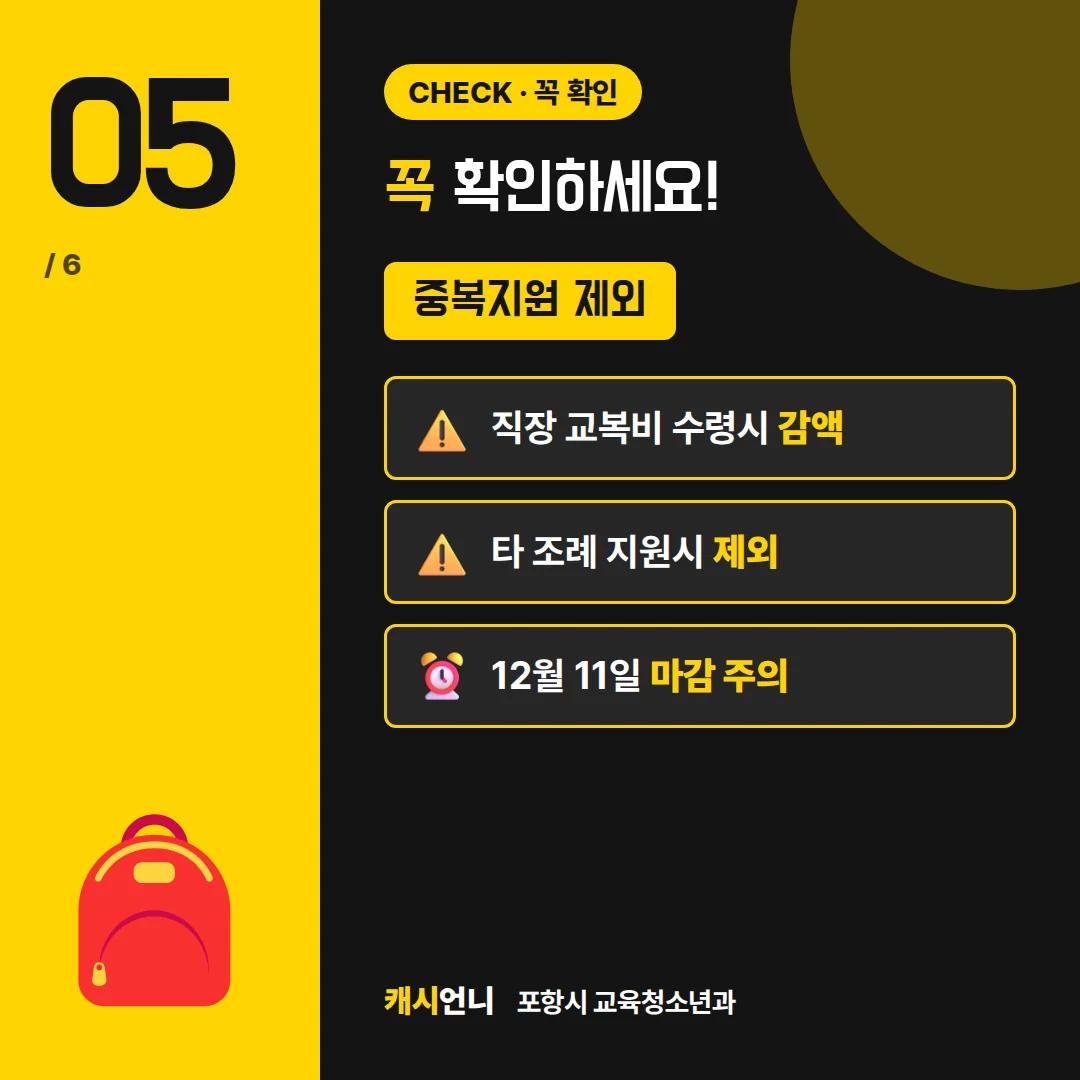 05
/ 6
CHECK · 꼭 확인
꼭 확인하세요!
중복지원 제외
직장 교복비 수령시 감액
타 조례 지원시 제외
12월 11일 마감 주의
캐시언니 포항시 교육청소년과